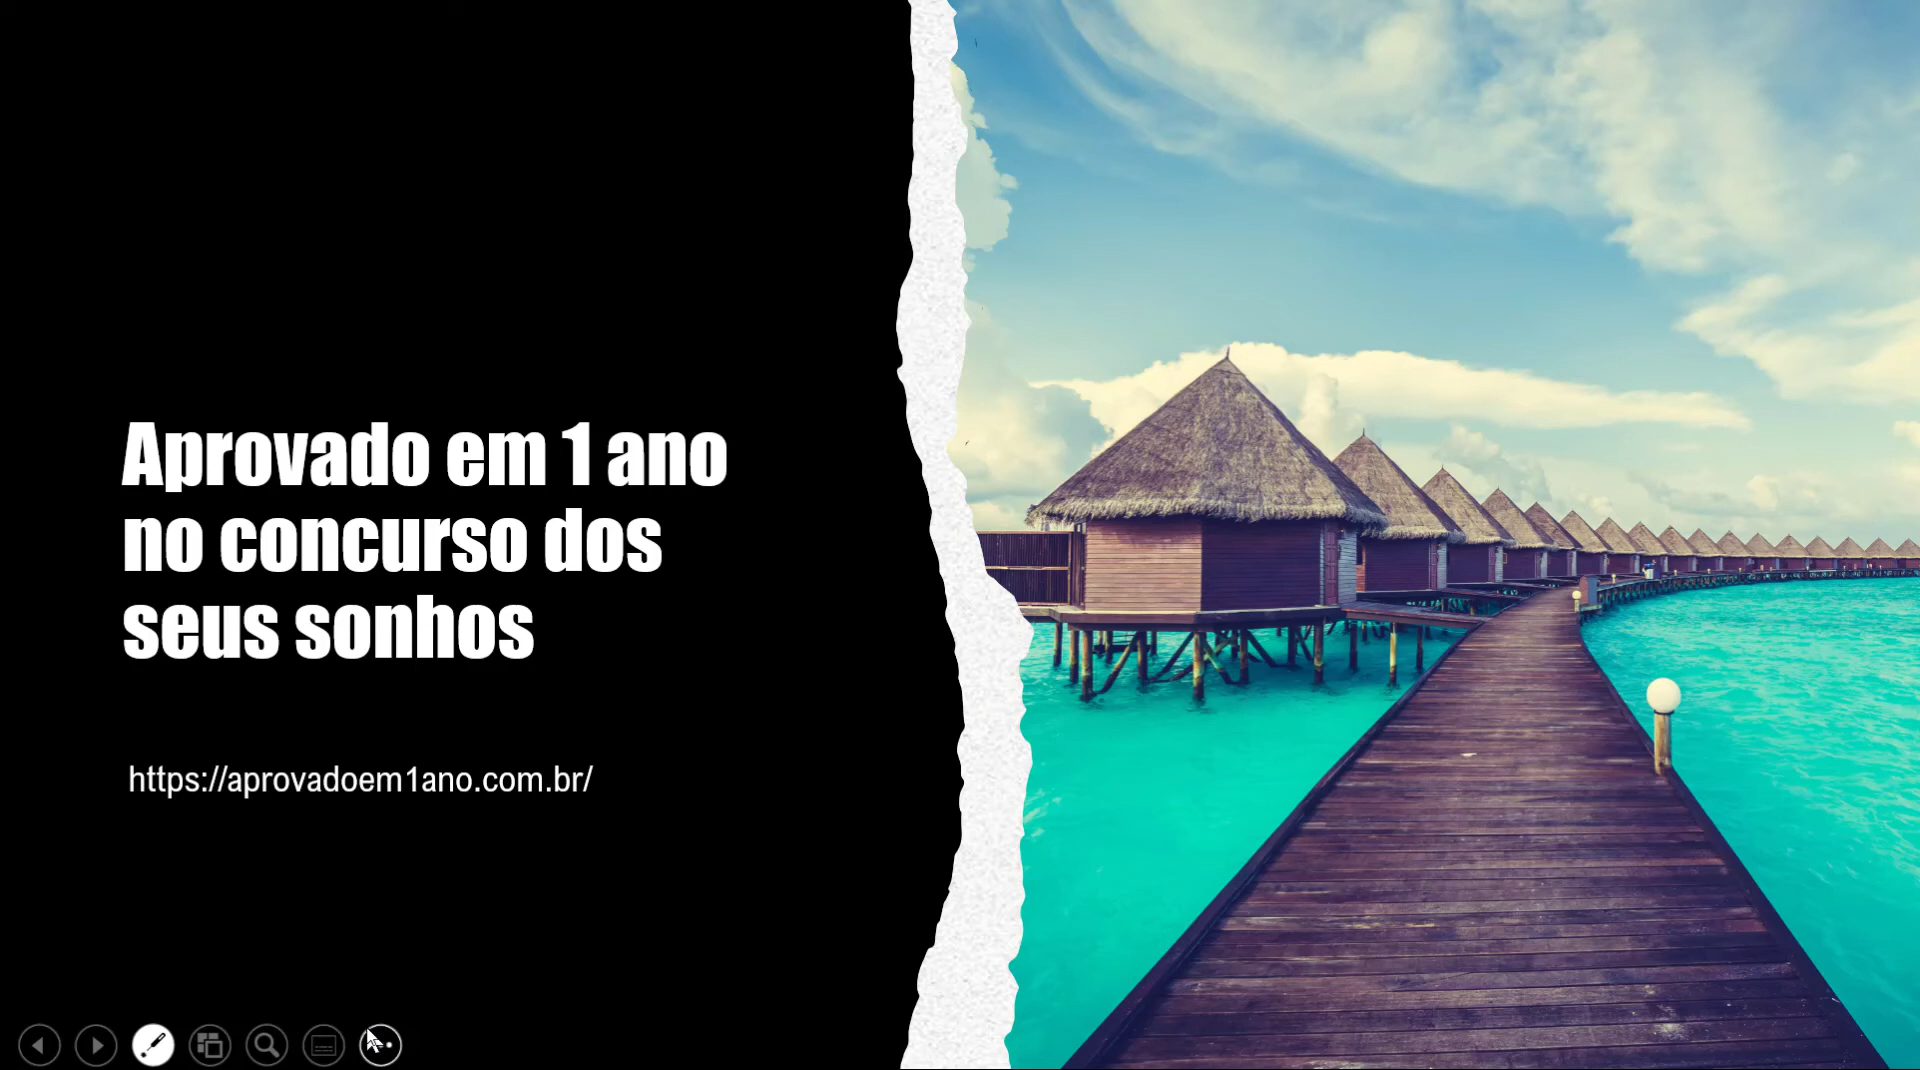 Aprovado em 1 ano
no concurso dos
seus sonhos
https://aprovadoem1ano.com.br/